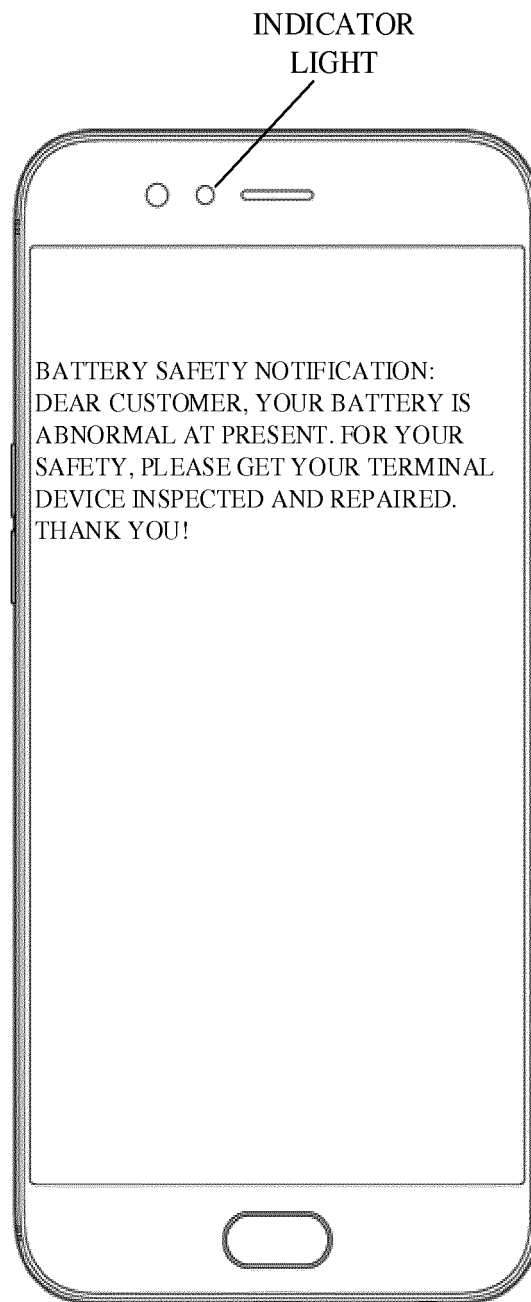 INDICATOR
LIGHT
BATTERY SAFETY NOTIFICATION:
DEAR CUSTOMER, YOUR BATTERY IS
ABNORMAL AT PRESENT. FOR YOUR
SAFETY, PLEASE GET YOUR TERMINAL
DEVICE INSPECTED AND REPAIRED.
THANK YOU!